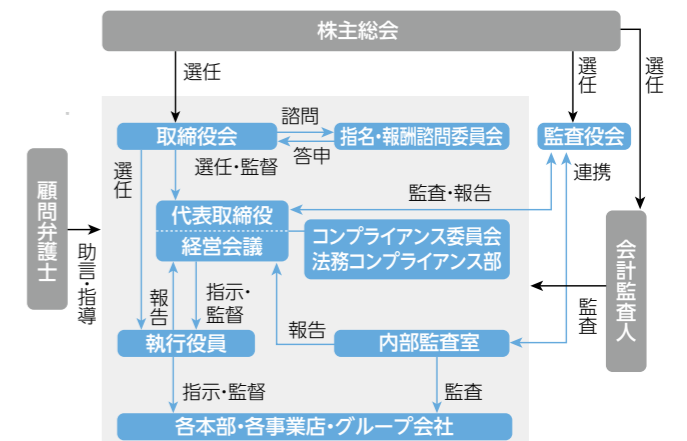 株主総会
選任
選任
選任
諮問
取締役会
指名・報酬諮問委員会
監査役会
答申
選任
選任・監督
連携
監査・報告
顧問弁護士
代表取締役
経営会議
コンプライアンス委員会
法務コンプライアンス部
会計監査人
助言・指導
報告
指示・
監督
監査
報告
執行役員
内部監査室
指示・監督
監査
各本部・各事業店・グループ会社